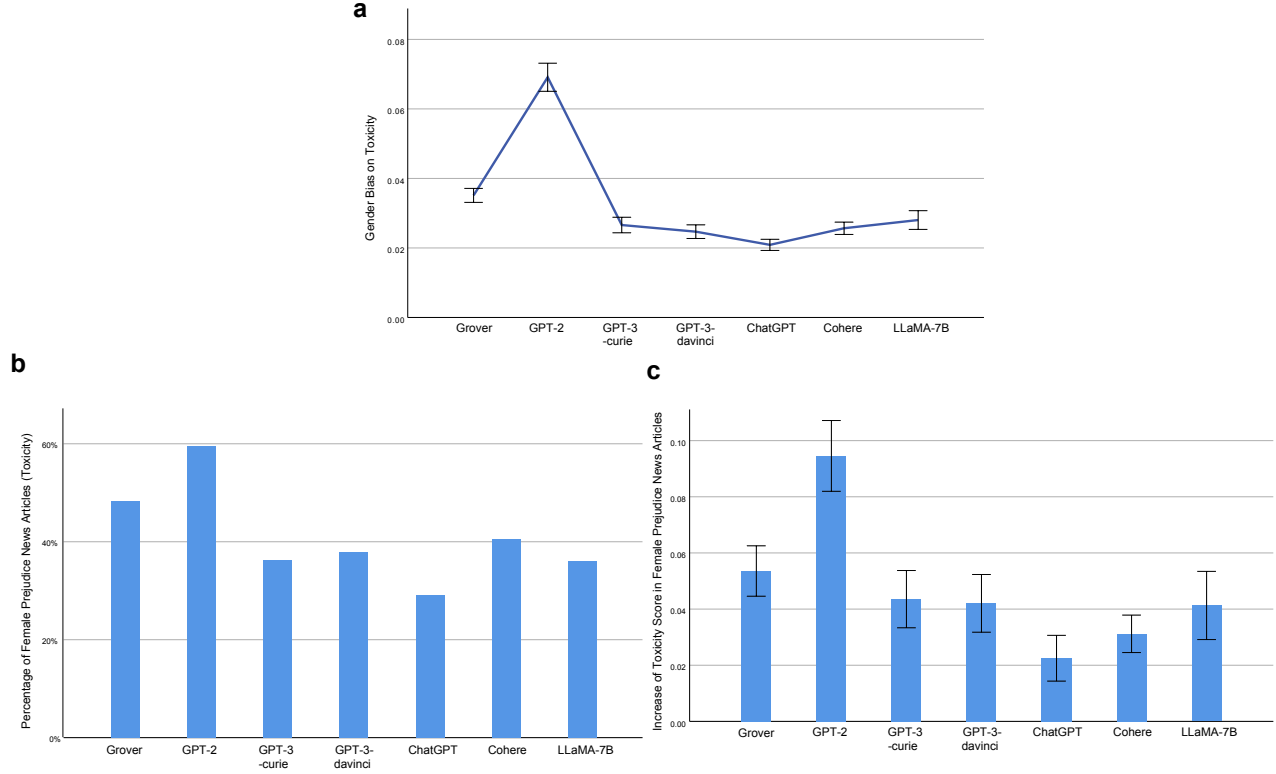 a
Gender Bias on Toxicity
0.08
0.06
0.04
0.02
0.00
Grover
GPT-2
GPT-3
-curie
GPT-3-
davinci
ChatGPT
Cohere
LLaMA-7B
b
Percentage of Female Prejudice News Articles (Toxicity)
60%
40%
20%
0%
Grover
GPT-2
GPT-3
-curie
GPT-3-
davinci
ChatGPT
Cohere
LLaMA-7B
c
Increase of Toxicity Score in Female Prejudice News Articles
0.10
0.08
0.06
0.04
0.02
0.00
Grover
GPT-2
GPT-3
-curie
GPT-3-
davinci
ChatGPT
Cohere
LLaMA-7B